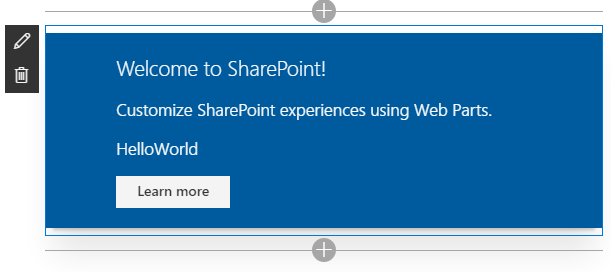 Welcome to SharePoint!
Customize SharePoint experiences using Web Parts.
HelloWorld
Learn more